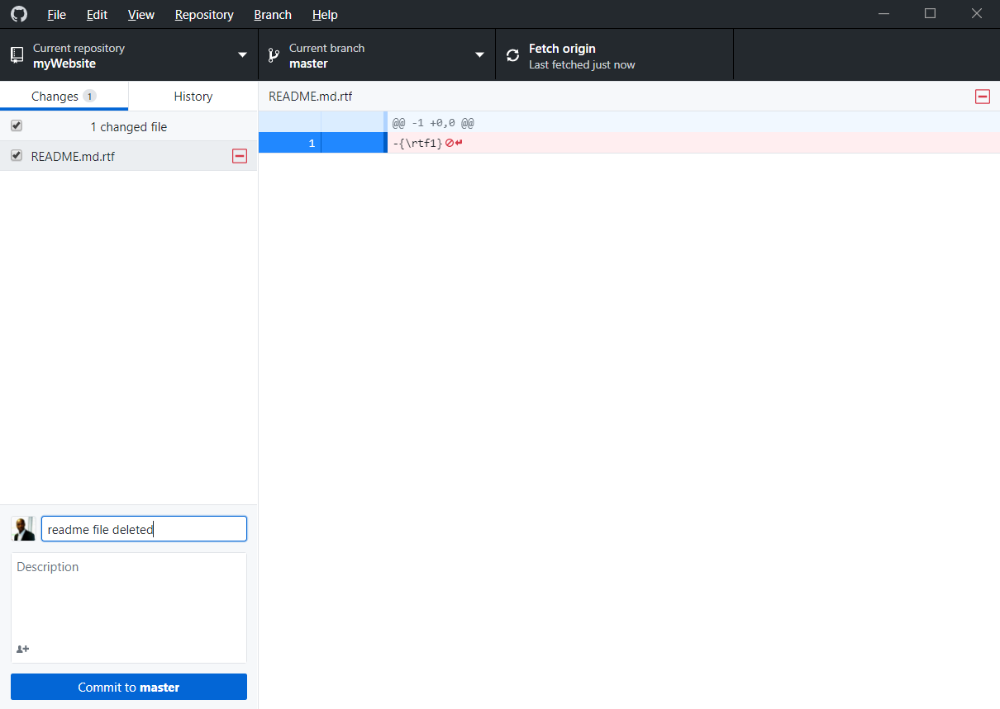 File Edit View Repository Branch Help
Current repository
myWebsite
Current branch
master
Fetch origin
Last fetched just now
Changes 1
History
README.md.rtf
1 changed file
README.md.rtf
@@ -1 +0,0 @@
1 -{\rtf1}
readme file deleted
Description
Commit to master